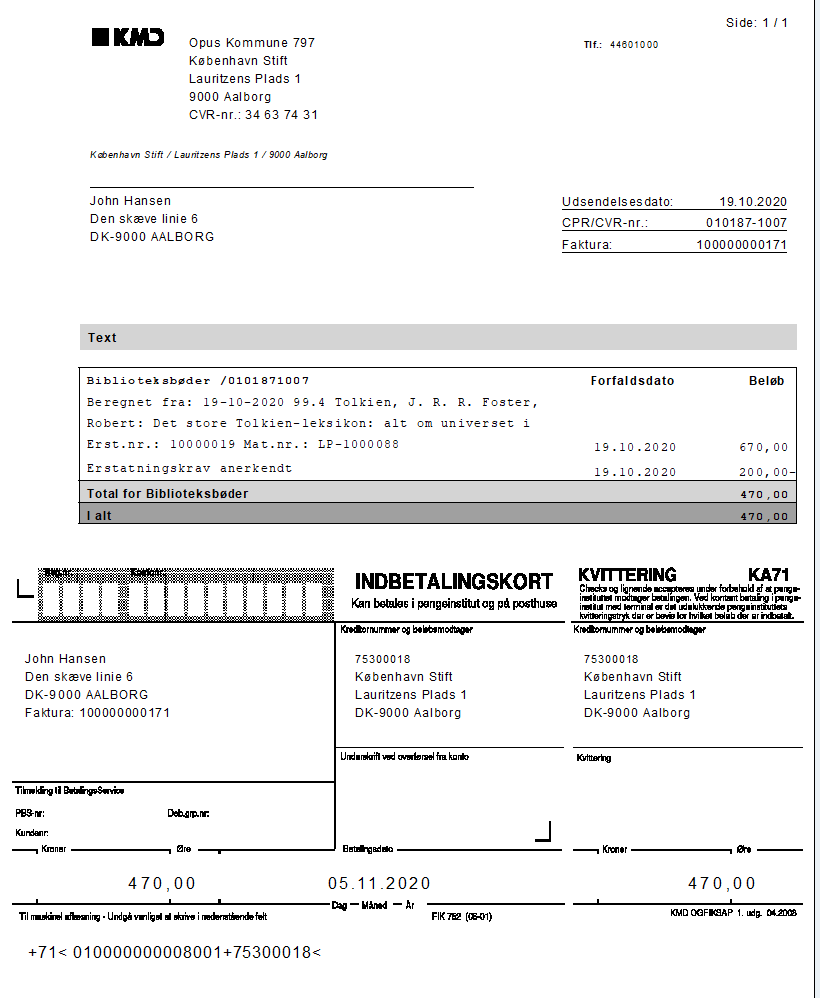 Side: 1 / 1
KMD
Opus Kommune 797
Tlf.: 44601000
København Stift
Lauritzens Plads 1
9000 Aalborg
CVR-nr.: 34 63 74 31
København Stift / Lauritzens Plads 1 / 9000 Aalborg
John Hansen
Den skæve linie 6
DK-9000 AALBORG
Udsendelsesdato: 19.10.2020
CPR/CVR-nr.: 010187-1007
Faktura: 100000000171
Text
Biblioteksbøder /0101871007 Forfaldsdato Beløb
Beregnet fra: 19-10-2020 99.4 Tolkien, J. R. R. Foster,
Robert: Det store Tolkien-leksikon: alt om universet i
Erst.nr.: 10000019 Mat.nr.: LP-1000088 19.10.2020 670,00
Erstatningskrav anerkendt 19.10.2020 200,00-
Total for Biblioteksbøder 470,00
I alt 470,00
INDBETALINGSKORT
Kan betales i pengeinstitut og på posthuse
KVITTERING KA71
Checks og lignende accepteres under forbehold af at penge-
instituttet modtager betalingen. Ved kontant betaling i penge-
institut med terminal er det udelukkende pengeinstituttets
kvitteringstryk der er bevis for hvilket beløb der er indbetalt.
Kreditornummer og beløbsmodtager
Kreditornummer og beløbsmodtager
John Hansen
Den skæve linie 6
DK-9000 AALBORG
Faktura: 100000000171
75300018
København Stift
Lauritzens Plads 1
DK-9000 Aalborg
75300018
København Stift
Lauritzens Plads 1
DK-9000 Aalborg
Underskrift ved overførsel fra konto
Kvittering
Tilmelding til BetalingsService
PBS-nr: Deb.grp.nr:
Kundenr:
Kroner Øre Betalingsdato Kroner Øre
470,00 05.11.2020 470,00
Dag Måned År
Til maskinel aflæsning - Undgå venligst at skrive i nedenstående felt
FIK 752 (08-01)
KMD OGFIKSAP 1. udg. 04.2008
+71< 010000000008001+75300018<